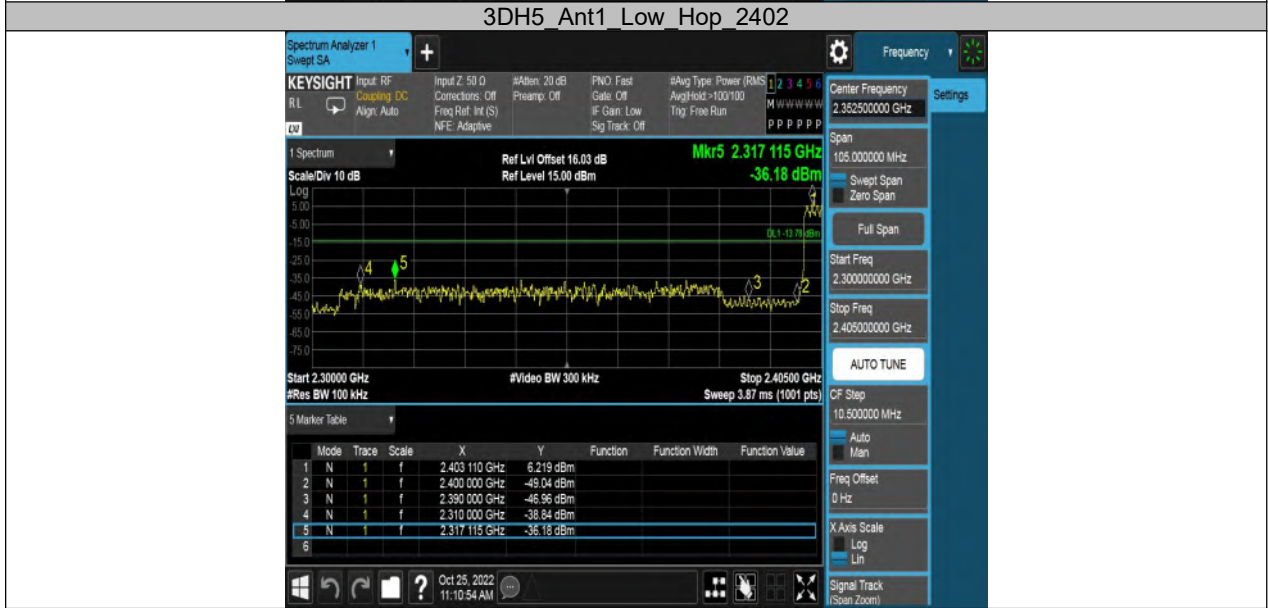 3DH5_Ant1_Low_Hop_2402
Spectrum Analyzer 1
Swept SA
+
Frequency
KEYSIGHT
RL
LXI
Input: RF
Coupling: DC
Align: Auto
Input Z: 50 Ω
Corrections: Off
Freq Ref: Int (S)
NFE: Adaptive
#Atten: 20 dB
Preamp: Off
PNO: Fast
Gate: Off
IF Gain: Low
Sig Track: Off
#Avg Type: Power (RMS
Avg|Hold:>100/100
Trig: Free Run
1 2 3 4 5 6
M W W W W W
P P P P P P
1 Spectrum
Scale/Div 10 dB
Ref Lvl Offset 16.03 dB
Ref Level 15.00 dBm
Mkr5 2.317 115 GHz
-36.18 dBm
Log
5.00
-5.00
-15.0
-25.0
-35.0
-45.0
-55.0
-65.0
-75.0
1
DL1 -13.78 dBm
4
5
3
2
Start 2.30000 GHz
#Video BW 300 kHz
Stop 2.40500 GHz
#Res BW 100 kHz
Sweep 3.87 ms (1001 pts)
5 Marker Table
Mode Trace Scale X Y Function Function Width Function Value
1 N 1 f 2.403 110 GHz 6.219 dBm
2 N 1 f 2.400 000 GHz -49.04 dBm
3 N 1 f 2.390 000 GHz -46.96 dBm
4 N 1 f 2.310 000 GHz -38.84 dBm
5 N 1 f 2.317 115 GHz -36.18 dBm
6
?
Oct 25, 2022
11:10:54 AM
Center Frequency
2.352500000 GHz
Settings
Span
105.000000 MHz
Swept Span
Zero Span
Full Span
Start Freq
2.300000000 GHz
Stop Freq
2.405000000 GHz
AUTO TUNE
CF Step
10.500000 MHz
Auto
Man
Freq Offset
0 Hz
X Axis Scale
Log
Lin
Signal Track
(Span Zoom)